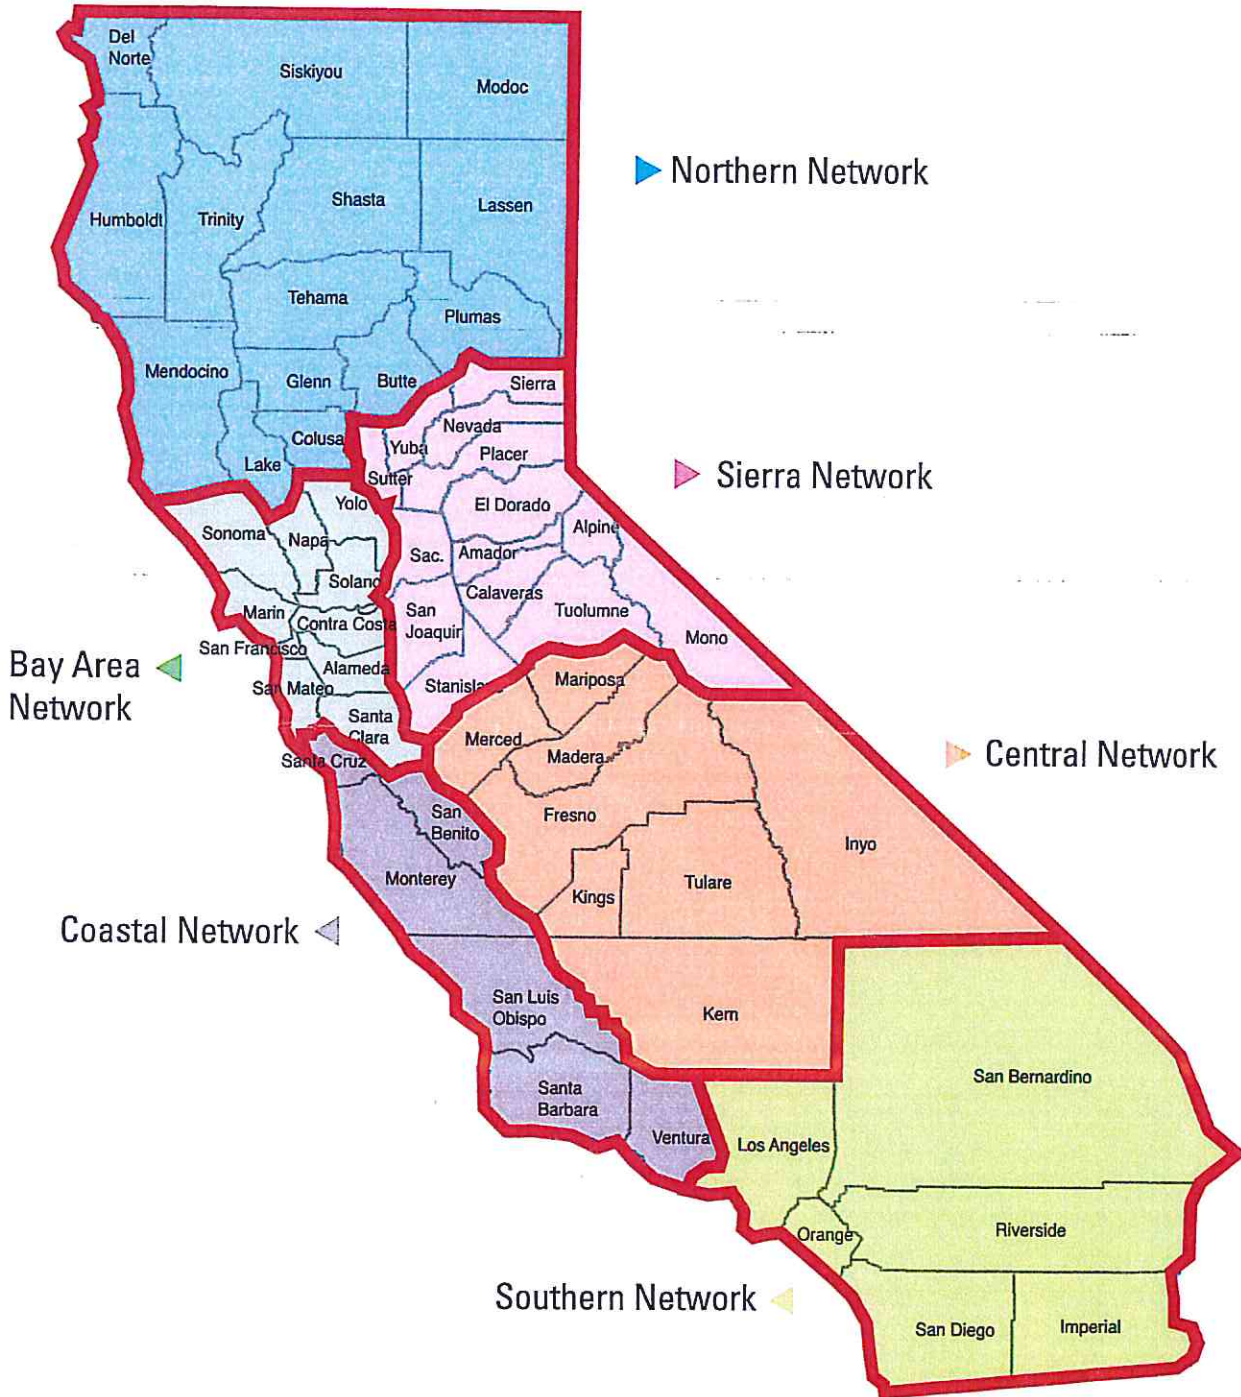 Del
Norte
Siskiyou
Modoc
Northern Network
Humboldt
Trinity
Shasta
Lassen
Tehama
Plumas
Mendocino
Glenn
Butte
Sierra
Colusa
Nevada
Yuba
Placer
Lake
Sutter
Sierra Network
Yolo
El Dorado
Sonoma
Napa
Alpine
Sac.
Amador
Solano
Calaveras
Marin
San
Joaquir
Tuolumne
Contra Costa
Mono
San Francisco
Bay Area
Network
Alameda
San Mateo
Stanisla
Mariposa
Santa
Clara
Merced
Madera
Central Network
Santa Cruz
San
Benito
Fresno
Inyo
Monterey
Kings
Tulare
Coastal Network
San Luis
Obispo
Kern
San Bernardino
Santa
Barbara
Ventura
Los Angeles
Orange
Riverside
Southern Network
San Diego
Imperial